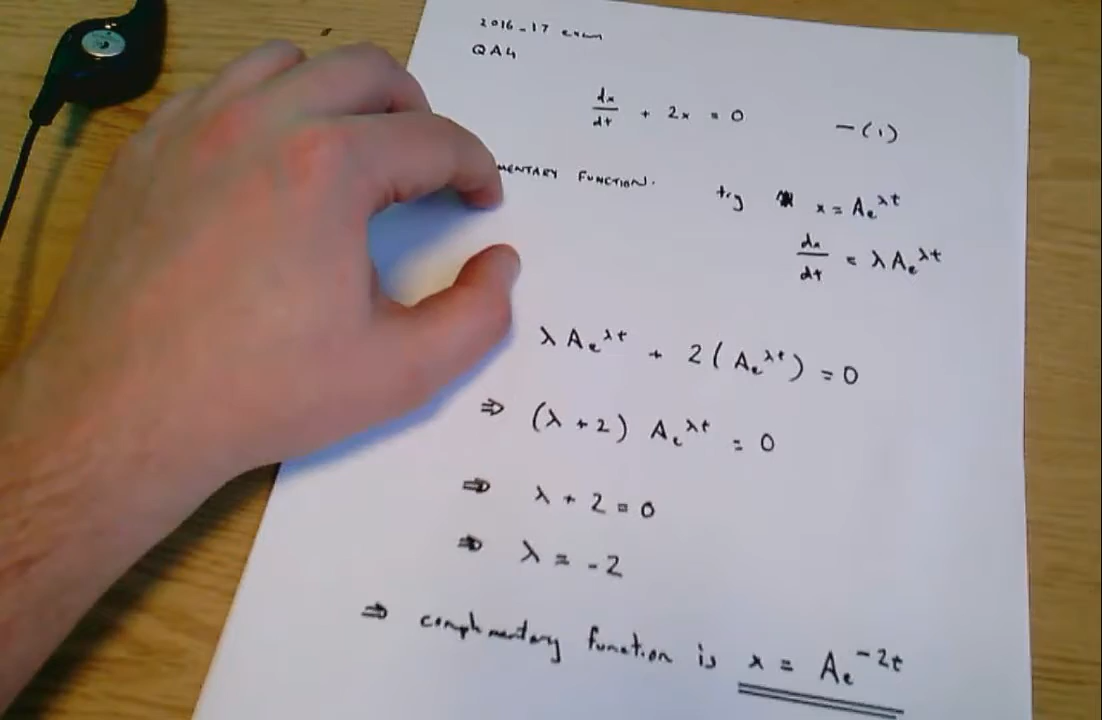 2016-17 exam
QA4
dx/dt + 2x = 0 -(1)
MENTARY FUNCTION. try x = Ae^λt
dx/dt = λAe^λt
λAe^λt + 2(Ae^λt) = 0
⇒ (λ+2) Ae^λt = 0
⇒ λ + 2 = 0
⇒ λ = -2
⇒ complmentary function is x = Ae^-2t